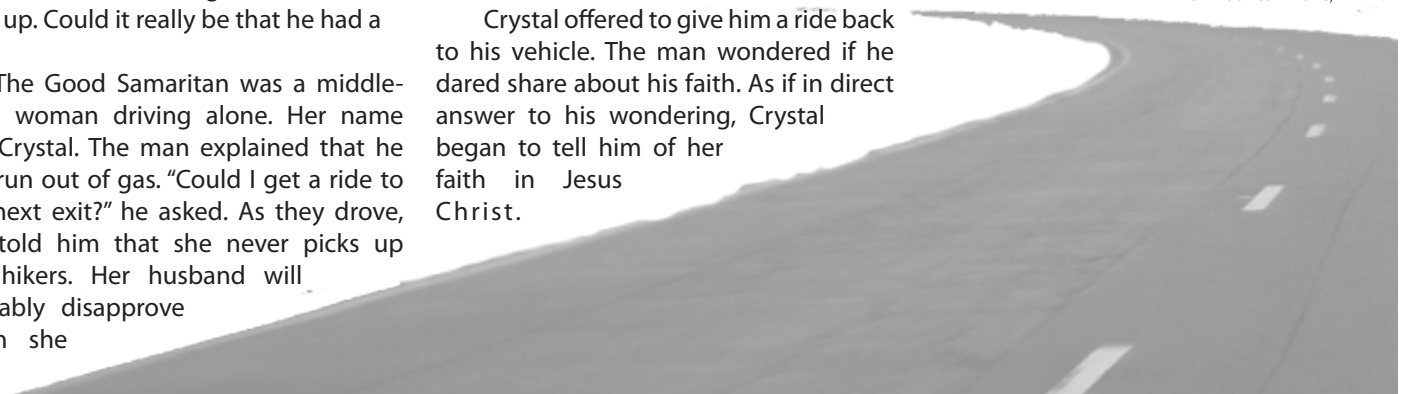 up. Could it really be that he had a
The Good Samaritan was a middle-
woman driving alone. Her name
Crystal. The man explained that he
run out of gas. “Could I get a ride to
next exit?” he asked. As they drove,
told him that she never picks up
hikers. Her husband will
ably disapprove
she
Crystal offered to give him a ride back
to his vehicle. The man wondered if he
dared share about his faith. As if in direct
answer to his wondering, Crystal
began to tell him of her
faith in Jesus
Christ.